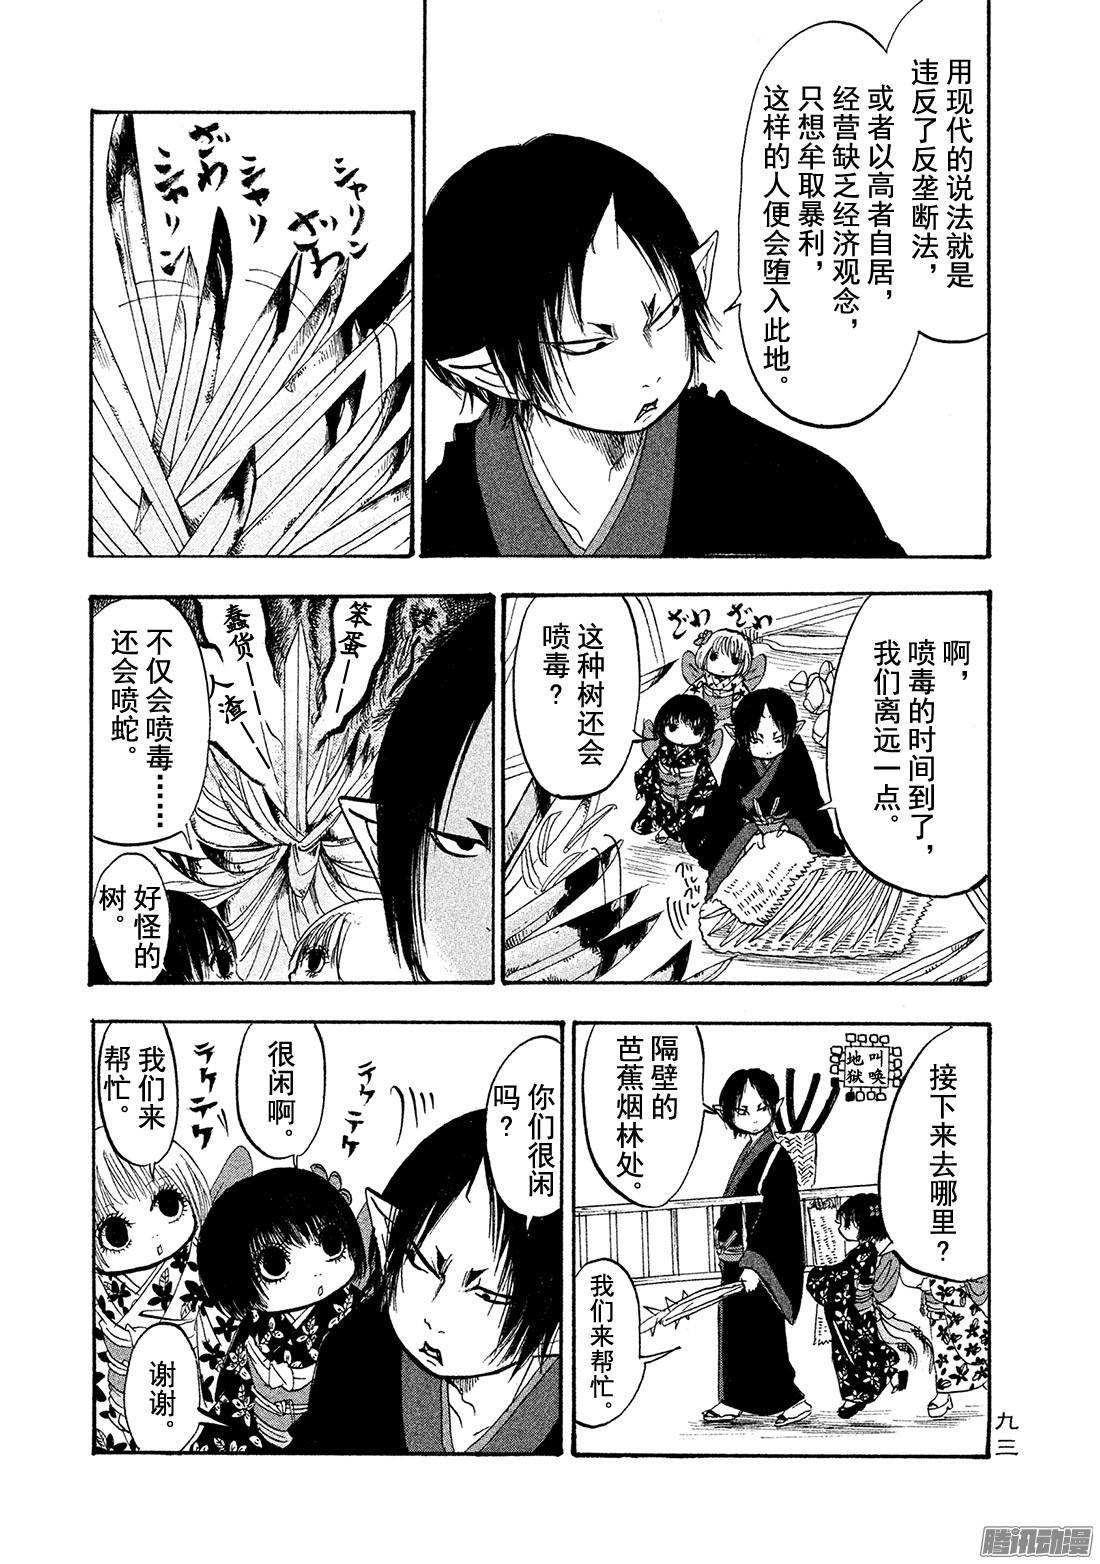 用现代的说法就是
违反了反垄断法，
或者以高者自居，
经营缺乏经济观念，
只想牟取暴利，
这样的人便会堕入此地。
シャリン
ざわ
シャリ
ざわ
シャリン
啊，
喷毒的时间到了，
我们离远一点。
ざわ
ざわ
这种树还会
喷毒？
笨蛋——
蠢货——
人渣———
不仅会喷毒……
还会喷蛇。
好怪的
树。
接下来去哪里？
叫唤
地狱
隔壁的
芭蕉烟林处。
我们来帮忙。
你们很闲
吗？
很闲啊。
テケテケ
テケテケ
我们来
帮忙。
谢谢。
九三
腾讯动漫